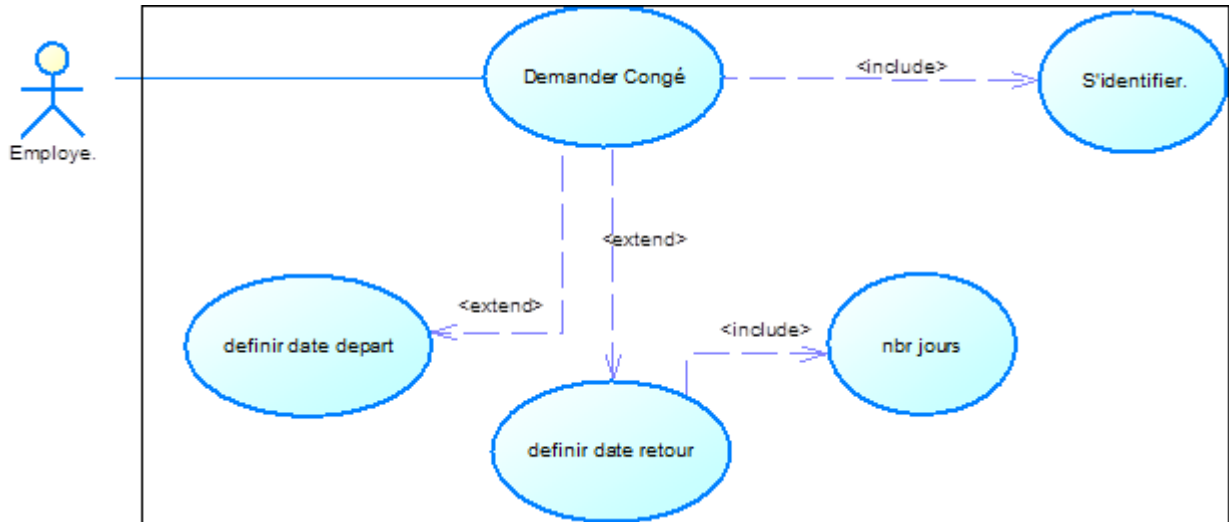 Demander Congé
<include>
S'identifier.
Employe.
<extend>
<extend>
definir date depart
<include>
nbr jours
definir date retour